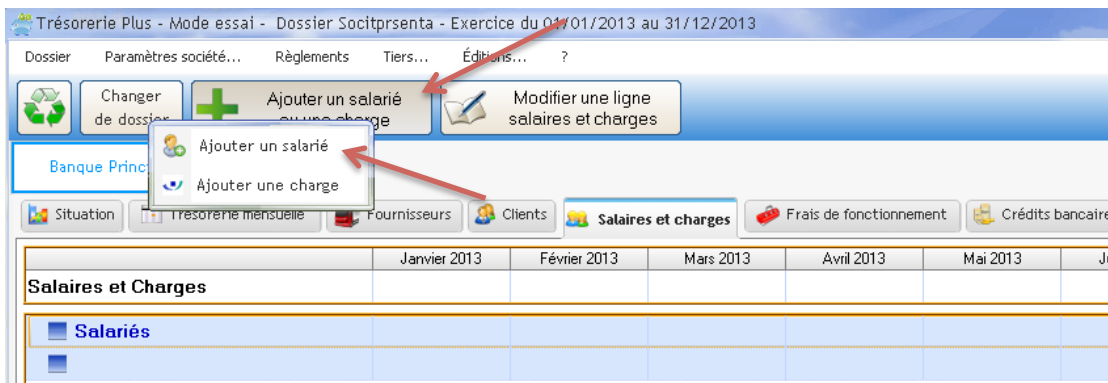 Trésorerie Plus - Mode essai - Dossier Socitprsenta - Exercice du 01/01/2013 au 31/12/2013
Dossier Paramètres société... Règlements Tiers... Éditions... ?
Changer
de dossier
Ajouter un salarié
ou une charge
Modifier une ligne
salaires et charges
Ajouter un salarié
Ajouter une charge
Banque Princ
Situation Trésorerie mensuelle Fournisseurs Clients Salaires et charges Frais de fonctionnement Crédits bancaire
Janvier 2013 Février 2013 Mars 2013 Avril 2013 Mai 2013
Salaires et Charges
Salariés